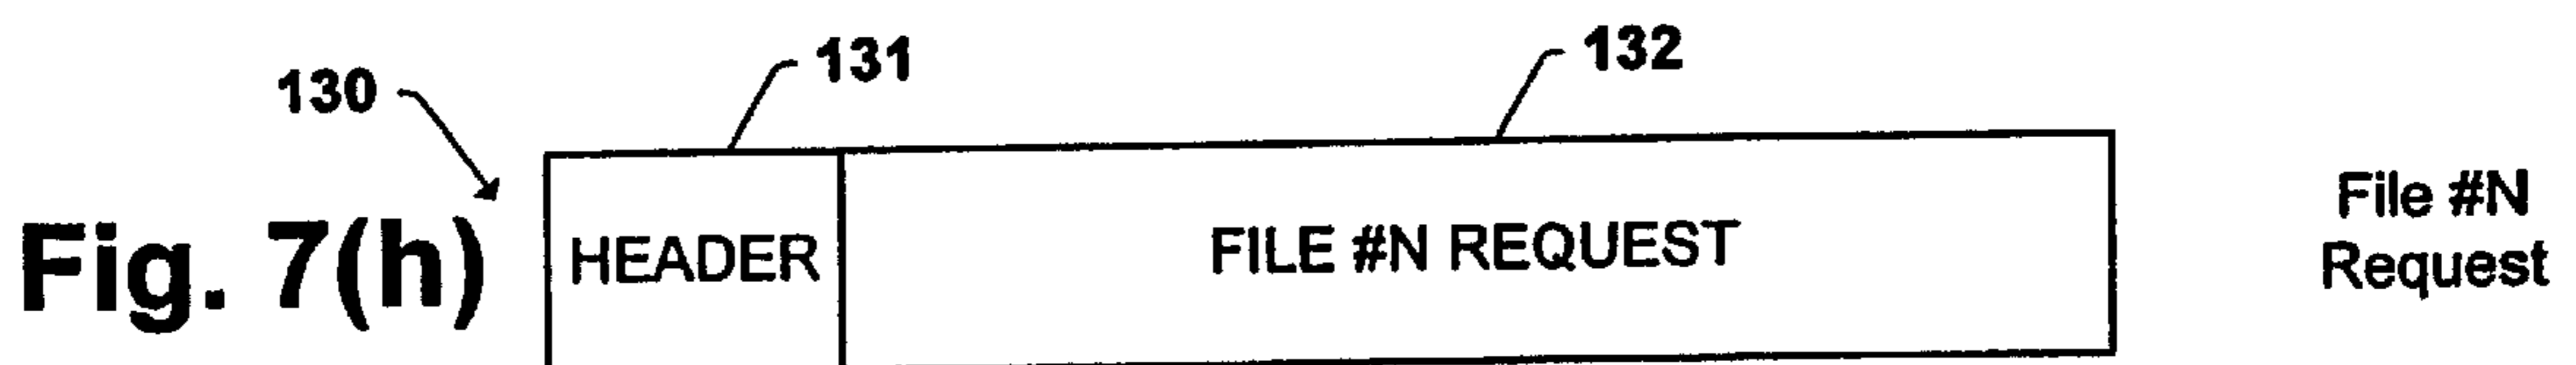 130
131
132
Fig. 7(h)
HEADER
FILE #N REQUEST
File #N
Request